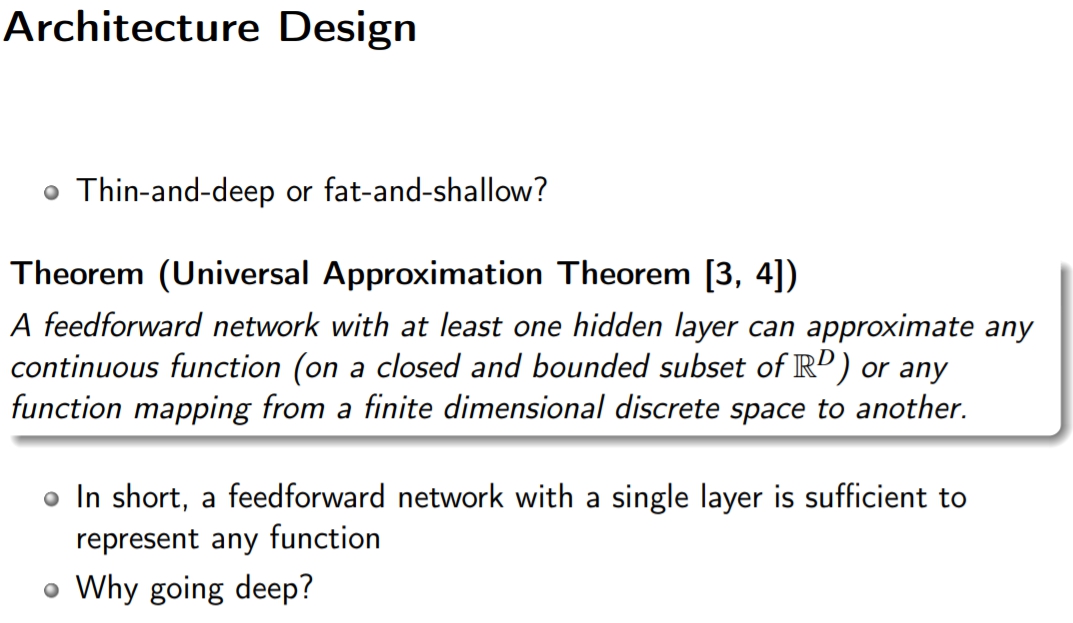 Architecture Design
Thin-and-deep or fat-and-shallow?
Theorem (Universal Approximation Theorem [3, 4])
A feedforward network with at least one hidden layer can approximate any
continuous function (on a closed and bounded subset of ℝᴰ) or any
function mapping from a finite dimensional discrete space to another.
In short, a feedforward network with a single layer is sufficient to
represent any function
Why going deep?